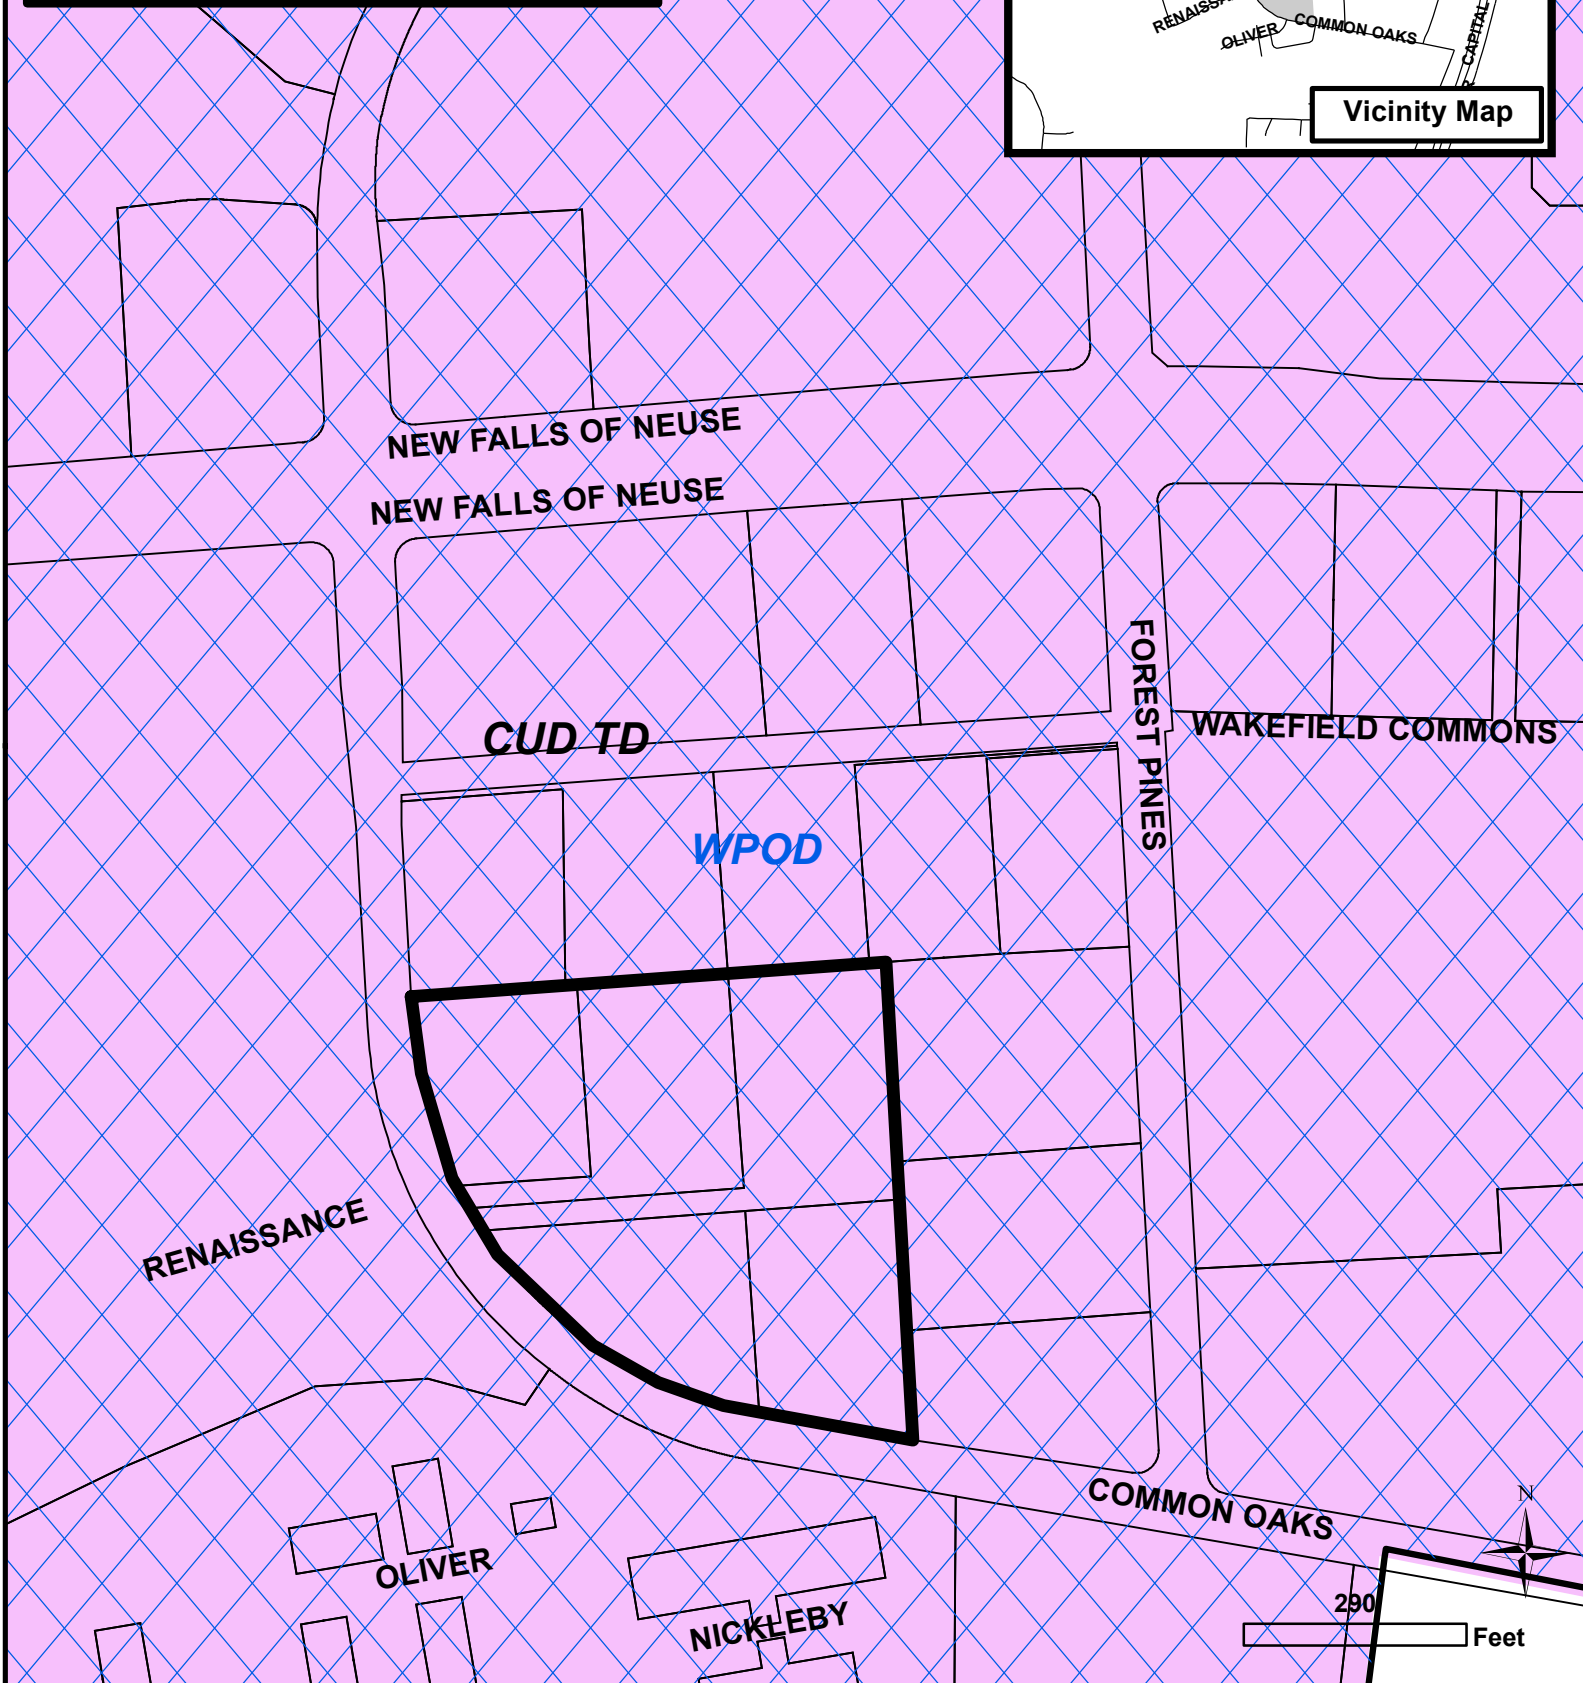 OLIVER
COMMON OAKS
CAPITAL
Vicinity Map
NEW FALLS OF NEUSE
NEW FALLS OF NEUSE
FOREST PINES
CUD TD
WAKEFIELD COMMONS
WPOD
RENAISSANCE
COMMON OAKS
N
OLIVER
NICKLEBY
290
Feet